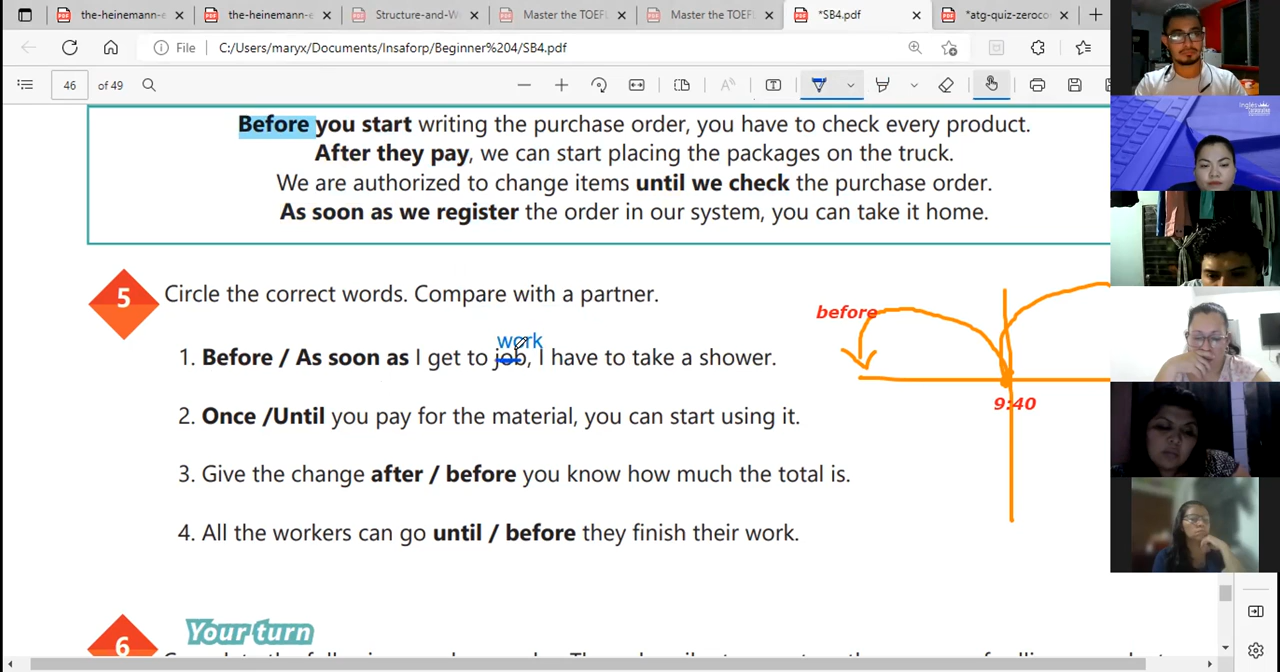 the-heinemann-e
the-heinemann-e
Structure-and-W
Master the TOEF
Master the TOEF
*SB4.pdf
*atg-quiz-zeroco
File C:/Users/maryx/Documents/Insaforp/Beginner%204/SB4.pdf
46 of 49
Before you start writing the purchase order, you have to check every product.
After they pay, we can start placing the packages on the truck.
We are authorized to change items until we check the purchase order.
As soon as we register the order in our system, you can take it home.
5 Circle the correct words. Compare with a partner.
before
work
1. Before / As soon as I get to job, I have to take a shower.
9:40
2. Once /Until you pay for the material, you can start using it.
3. Give the change after / before you know how much the total is.
4. All the workers can go until / before they finish their work.
6 Your turn